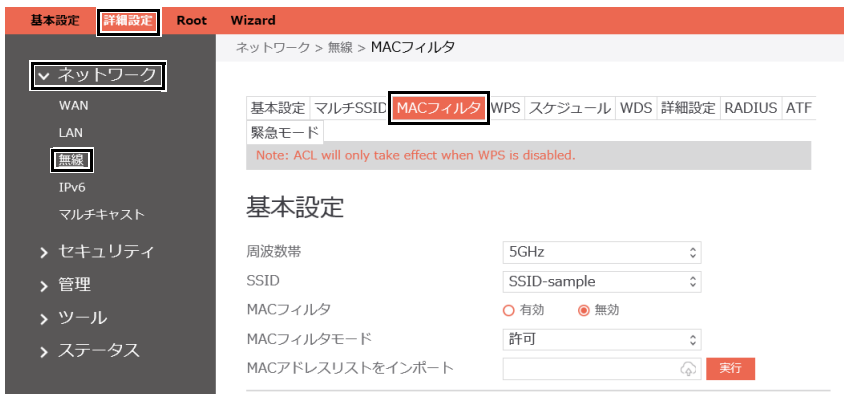 基本設定 詳細設定 Root Wizard
ネットワーク > 無線 > MACフィルタ
ネットワーク
WAN
LAN
無線
IPv6
マルチキャスト
セキュリティ
管理
ツール
ステータス
基本設定 マルチSSID MACフィルタ WPS スケジュール WDS 詳細設定 RADIUS ATF
緊急モード
Note: ACL will only take effect when WPS is disabled.
基本設定
周波数帯 5GHz
SSID SSID-sample
MACフィルタ 有効 無効
MACフィルタモード 許可
MACアドレスリストをインポート 実行